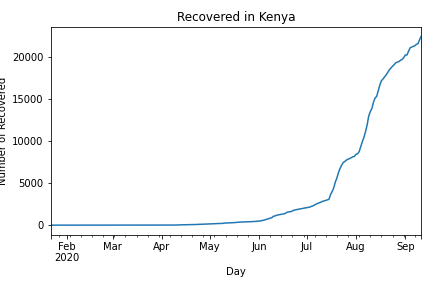 Recovered in Kenya
Number of Recovered
20000
15000
10000
5000
0
Feb Mar Apr May Jun Jul Aug Sep
2020
Day